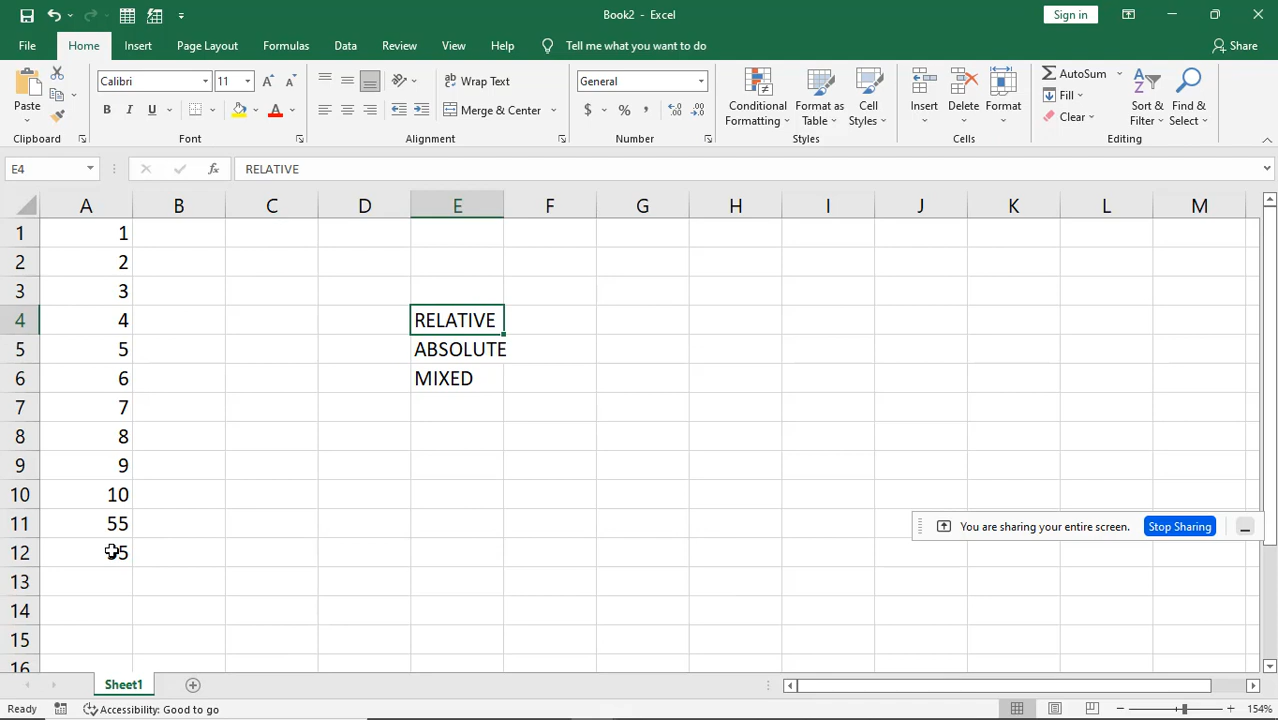 Book2 - Excel
Sign in
File Home Insert Page Layout Formulas Data Review View Help Tell me what you want to do Share
Paste
Clipboard
Calibri 11
B I U
Font
Wrap Text
Merge & Center
Alignment
General
$ % ,
Number
Conditional Formatting
Format as Table
Cell Styles
Styles
Insert Delete Format
Cells
AutoSum
Fill
Clear
Sort & Filter
Find & Select
Editing
E4 fx RELATIVE
A B C D E F G H I J K L M
1 1
2 2
3 3
4 4 RELATIVE
5 5 ABSOLUTE
6 6 MIXED
7 7
8 8
9 9
10 10
11 55
You are sharing your entire screen. Stop Sharing
12
13
14
15
16
Sheet1
Ready Accessibility: Good to go 154%